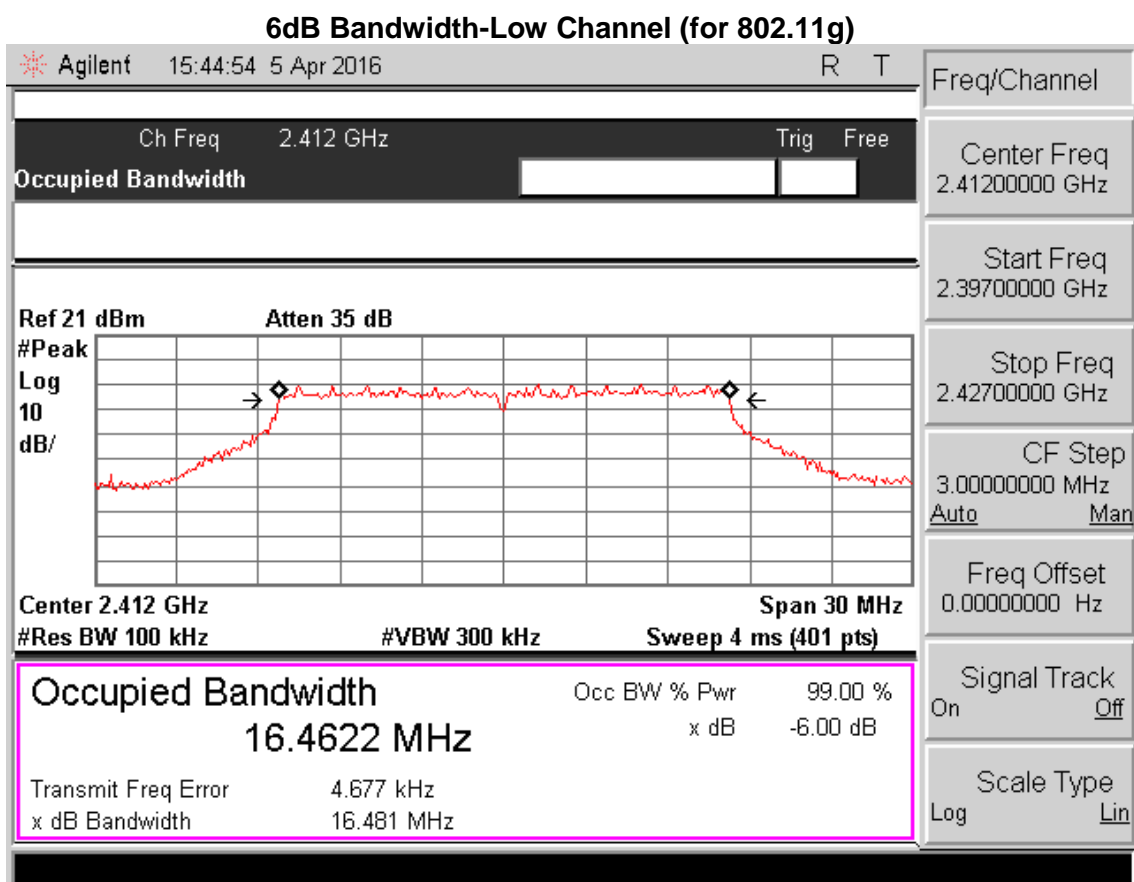 6dB Bandwidth-Low Channel (for 802.11g)
Agilent 15:44:54 5 Apr 2016 R T
Freq/Channel
Ch Freq 2.412 GHz Trig Free
Occupied Bandwidth
Center Freq
2.41200000 GHz
Start Freq
2.39700000 GHz
Stop Freq
2.42700000 GHz
CF Step
3.00000000 MHz
Auto Man
Freq Offset
0.00000000 Hz
Signal Track
On Off
Scale Type
Log Lin
Ref 21 dBm Atten 35 dB
#Peak
Log
10
dB/
Center 2.412 GHz Span 30 MHz
#Res BW 100 kHz #VBW 300 kHz Sweep 4 ms (401 pts)
Occupied Bandwidth Occ BW % Pwr 99.00 %
16.4622 MHz x dB -6.00 dB
Transmit Freq Error 4.677 kHz
x dB Bandwidth 16.481 MHz